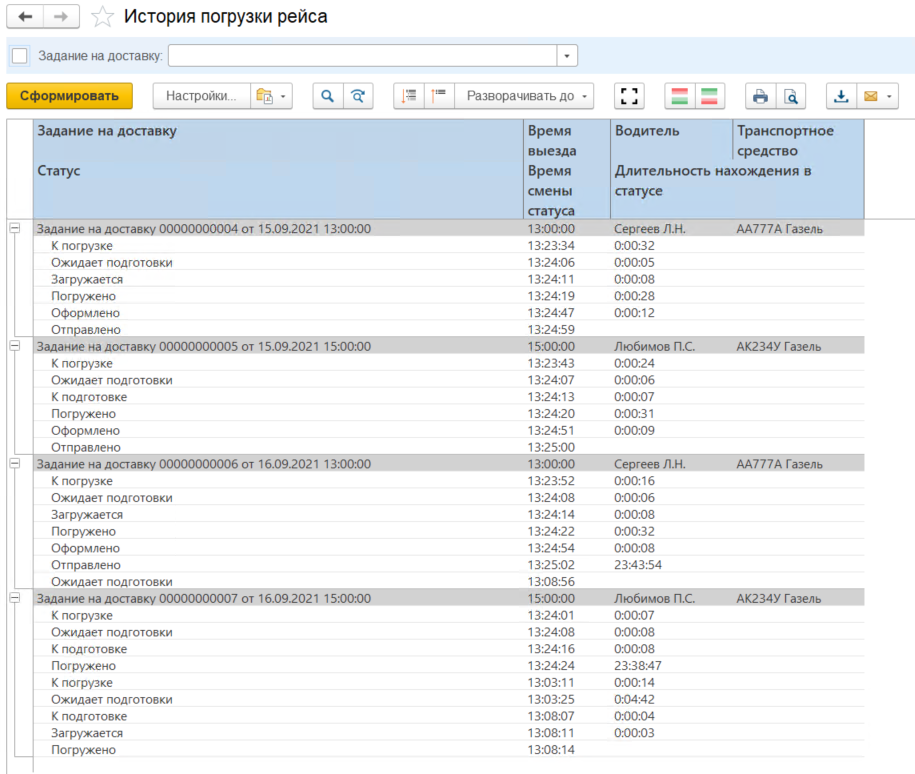 История погрузки рейса
Задание на доставку:
Сформировать Настройки... Разворачивать до
Задание на доставку Время выезда Водитель Транспортное средство
Статус Время смены статуса Длительность нахождения в статусе
Задание на доставку 00000000004 от 15.09.2021 13:00:00 13:00:00 Сергеев Л.Н. АА777А Газель
К погрузке 13:23:34 0:00:32
Ожидает подготовки 13:24:06 0:00:05
Загружается 13:24:11 0:00:08
Погружено 13:24:19 0:00:28
Оформлено 13:24:47 0:00:12
Отправлено 13:24:59
Задание на доставку 00000000005 от 15.09.2021 15:00:00 15:00:00 Любимов П.С. АК234У Газель
К погрузке 13:23:43 0:00:24
Ожидает подготовки 13:24:07 0:00:06
К подготовке 13:24:13 0:00:07
Погружено 13:24:20 0:00:31
Оформлено 13:24:51 0:00:09
Отправлено 13:25:00
Задание на доставку 00000000006 от 16.09.2021 13:00:00 13:00:00 Сергеев Л.Н. АА777А Газель
К погрузке 13:23:52 0:00:16
Ожидает подготовки 13:24:08 0:00:06
Загружается 13:24:14 0:00:08
Погружено 13:24:22 0:00:32
Оформлено 13:24:54 0:00:08
Отправлено 13:25:02 23:43:54
Ожидает подготовки 13:08:56
Задание на доставку 00000000007 от 16.09.2021 15:00:00 15:00:00 Любимов П.С. АК234У Газель
К погрузке 13:24:01 0:00:07
Ожидает подготовки 13:24:08 0:00:08
К подготовке 13:24:16 0:00:08
Погружено 13:24:24 23:38:47
К погрузке 13:03:11 0:00:14
Ожидает подготовки 13:03:25 0:04:42
К подготовке 13:08:07 0:00:04
Загружается 13:08:11 0:00:03
Погружено 13:08:14